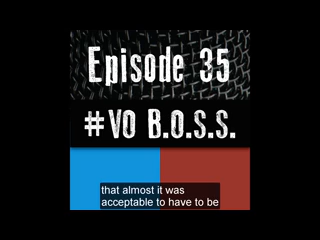 Episode 35
#VO B.O.S.S.
that almost it was
acceptable to have to be